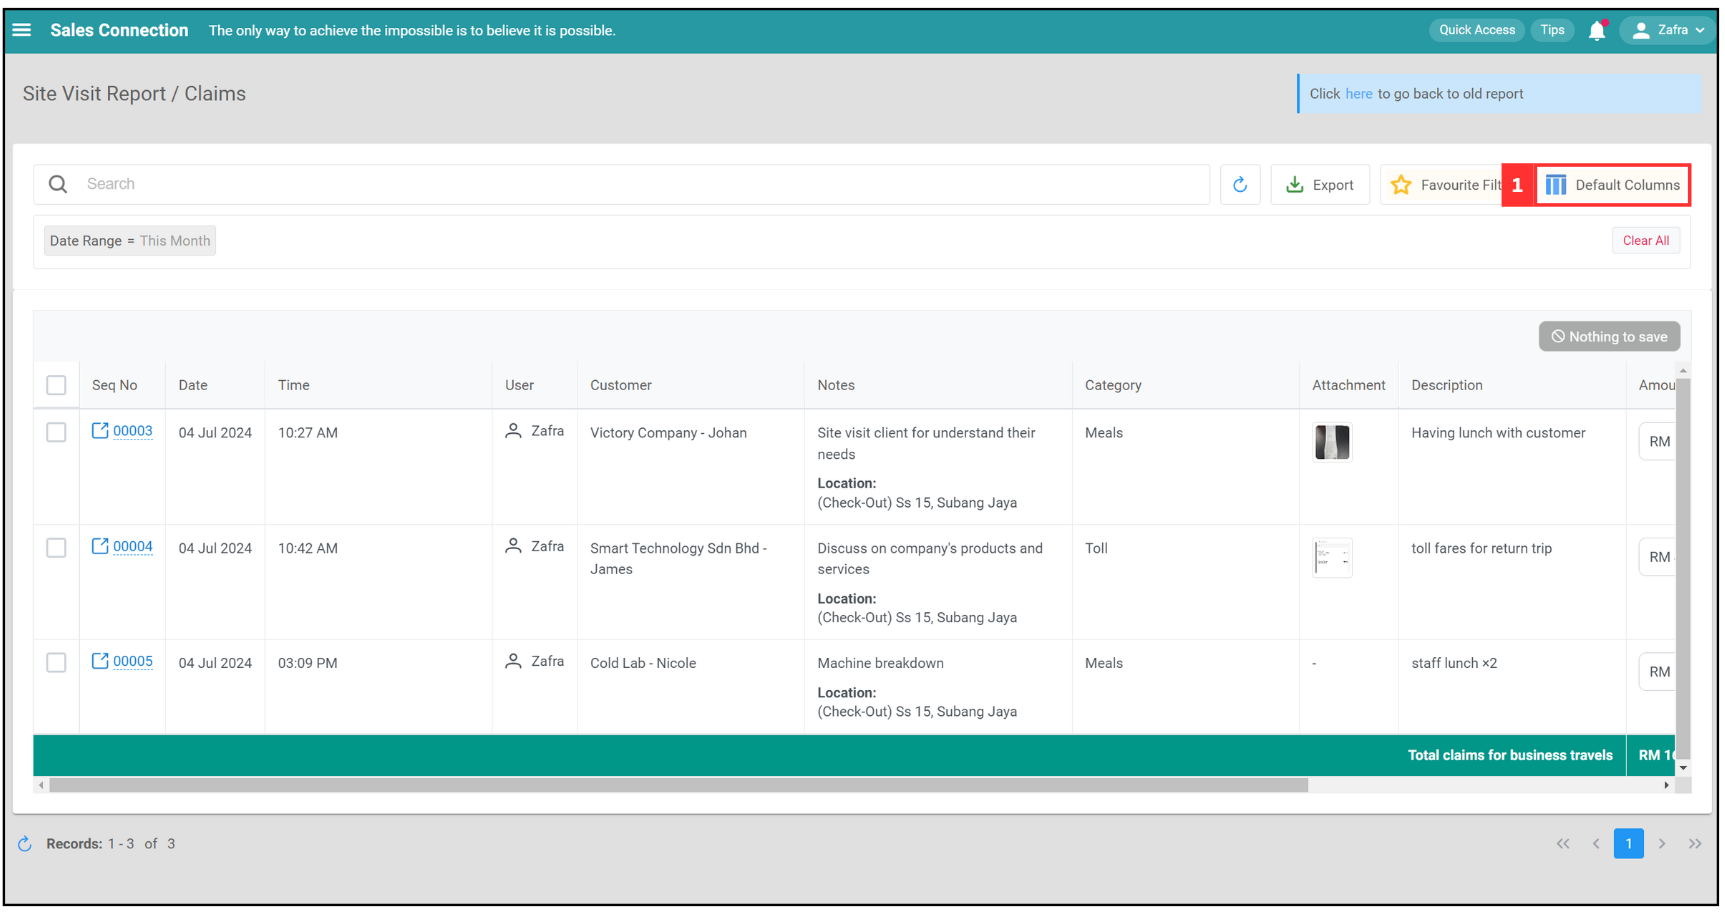 Sales Connection The only way to achieve the impossible is to believe it is possible. Quick Access Tips Zafra
Site Visit Report / Claims
Click here to go back to old report
Search Export Favourite Filt 1 Default Columns
Date Range = This Month Clear All
Nothing to save
Seq No Date Time User Customer Notes Category Attachment Description Amou
00003 04 Jul 2024 10:27 AM Zafra Victory Company - Johan Site visit client for understand their Meals Having lunch with customer RM
needs
Location:
(Check-Out) Ss 15, Subang Jaya
00004 04 Jul 2024 10:42 AM Zafra Smart Technology Sdn Bhd - Discuss on company's products and Toll toll fares for return trip RM
James services
Location:
(Check-Out) Ss 15, Subang Jaya
00005 04 Jul 2024 03:09 PM Zafra Cold Lab - Nicole Machine breakdown Meals - staff lunch ×2 RM
Location:
(Check-Out) Ss 15, Subang Jaya
Total claims for business travels RM 1
Records: 1 - 3 of 3 « ‹ 1 › »